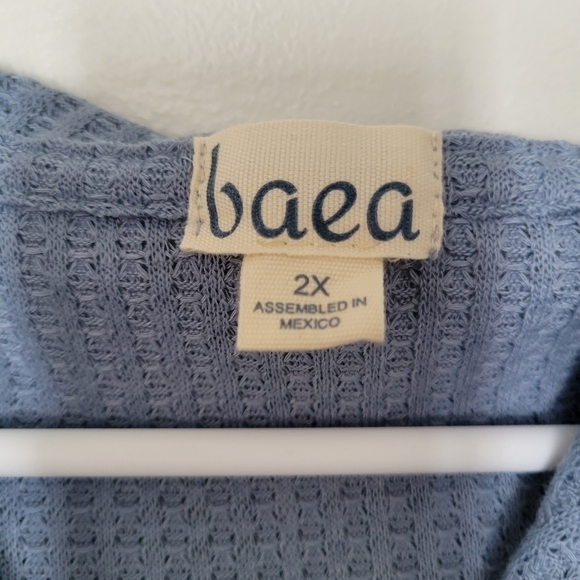 baea
2X
ASSEMBLED IN
MEXICO